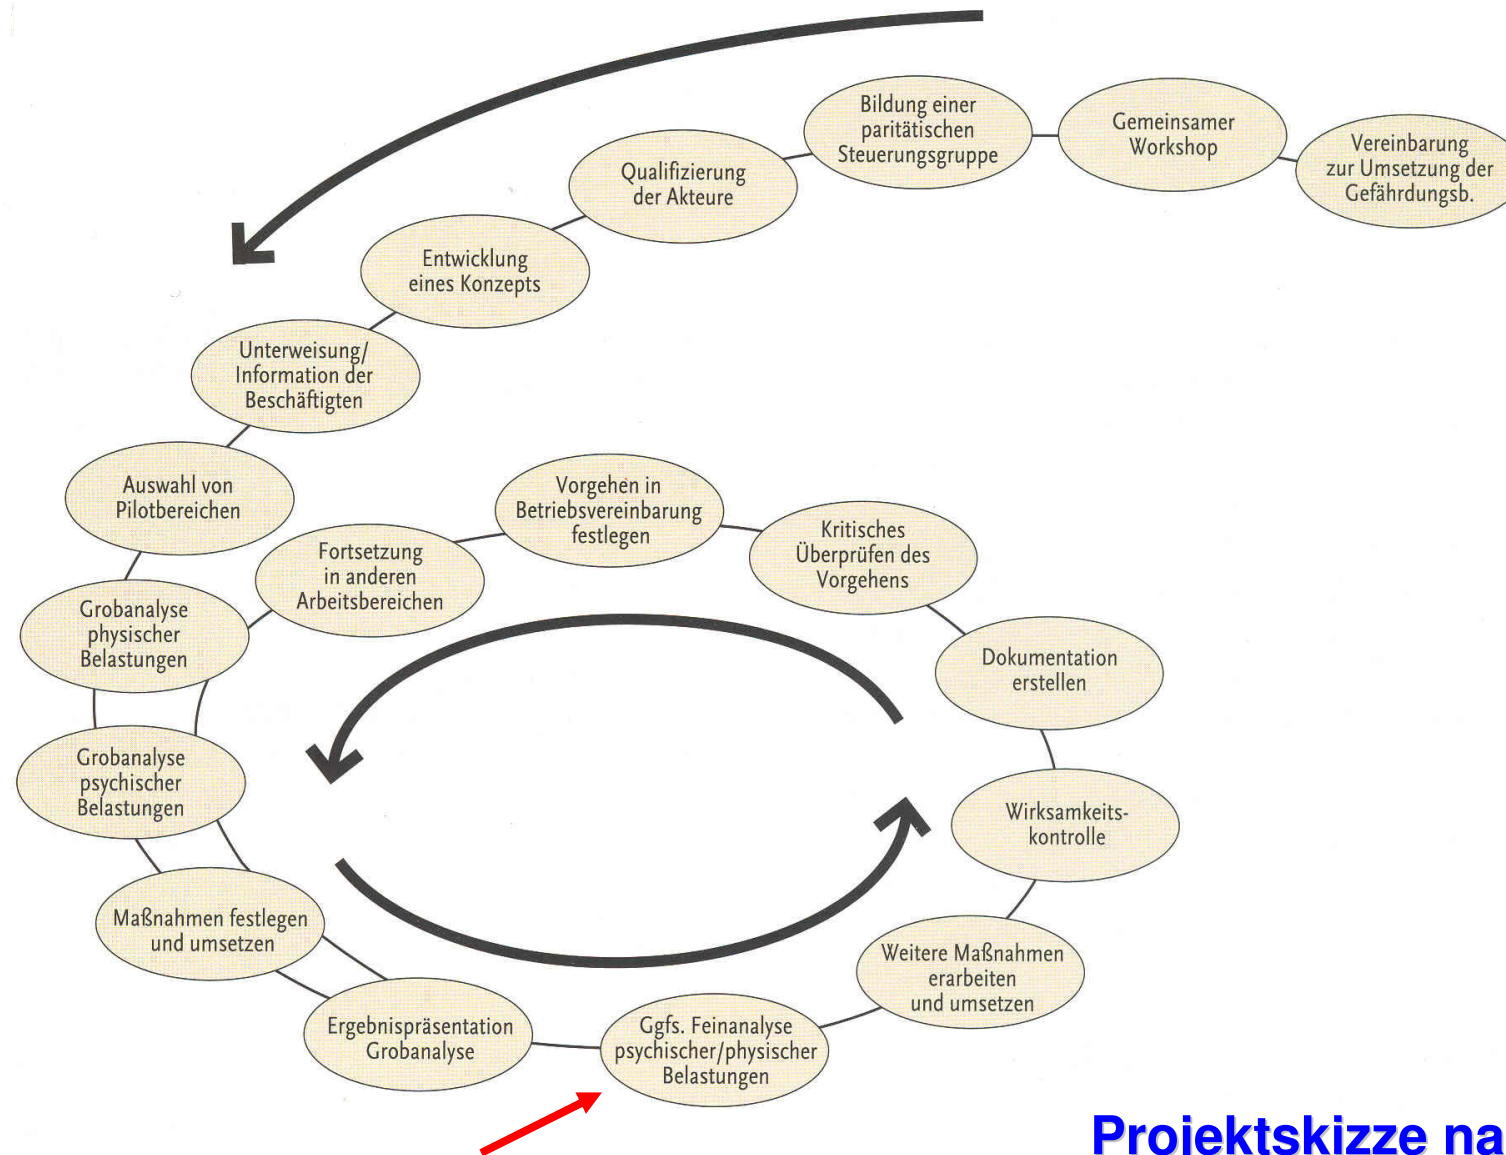 Vereinbarung
zur Umsetzung der
Gefährdungsb.
Gemeinsamer
Workshop
Bildung einer
paritätischen
Steuerungsgruppe
Qualifizierung
der Akteure
Entwicklung
eines Konzepts
Unterweisung/
Information der
Beschäftigten
Auswahl von
Pilotbereichen
Grobanalyse
physischer
Belastungen
Grobanalyse
psychischer
Belastungen
Maßnahmen festlegen
und umsetzen
Ergebnispräsentation
Grobanalyse
Ggfs. Feinanalyse
psychischer/physischer
Belastungen
Weitere Maßnahmen
erarbeiten
und umsetzen
Wirksamkeits-
kontrolle
Dokumentation
erstellen
Kritisches
Überprüfen des
Vorgehens
Vorgehen in
Betriebsvereinbarung
festlegen
Fortsetzung
in anderen
Arbeitsbereichen
Projektskizze na